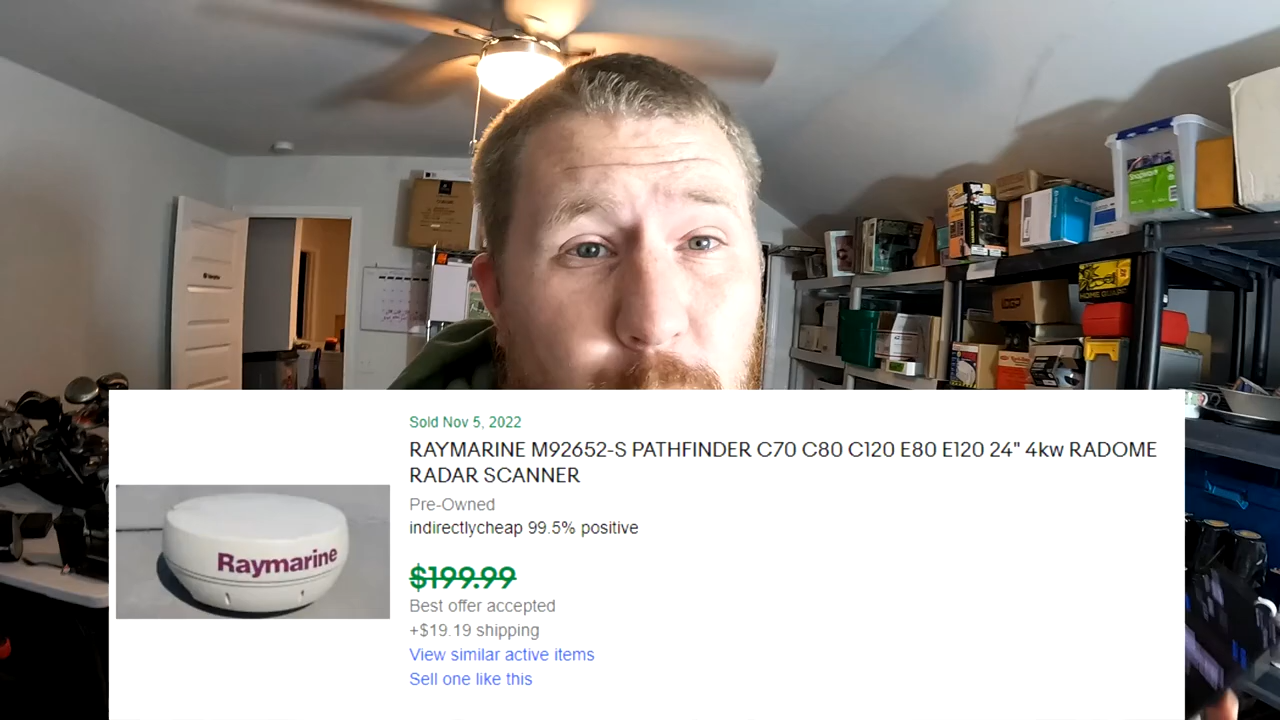 HOME GUARD
Sold Nov 5, 2022
RAYMARINE M92652-S PATHFINDER C70 C80 C120 E80 E120 24" 4kw RADOME
RADAR SCANNER
Pre-Owned
indirectlycheap 99.5% positive
Raymarine
$199.99
Best offer accepted
+$19.19 shipping
View similar active items
Sell one like this